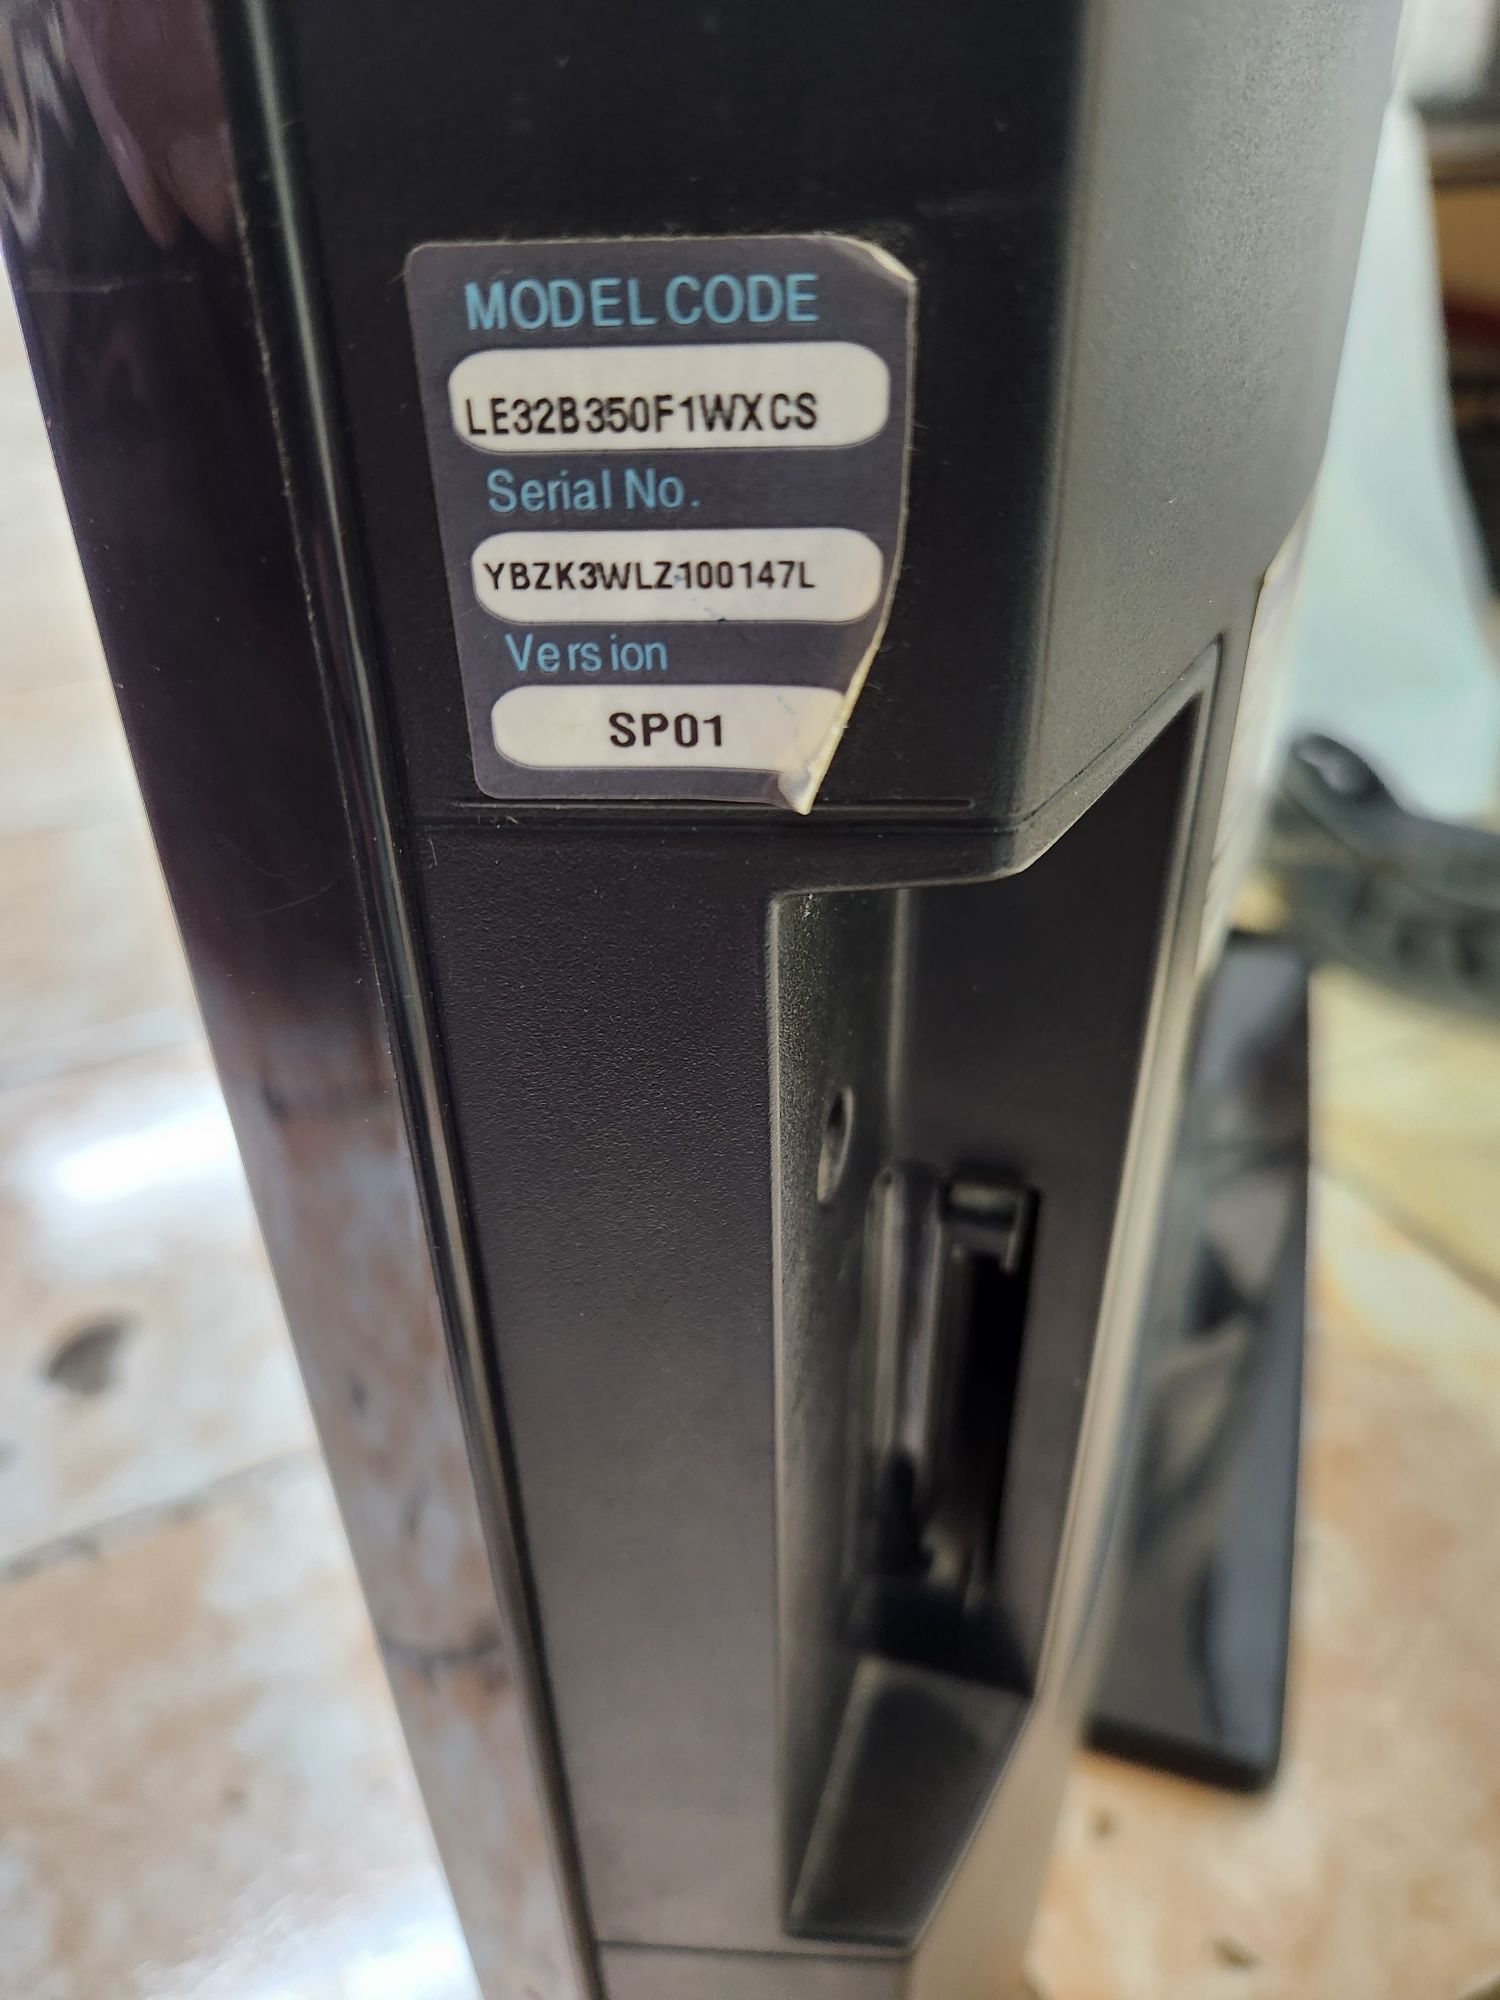 MODEL CODE
LE32B350F1WXCS
Serial No.
YBZK3WLZ100147L
Version
SP01